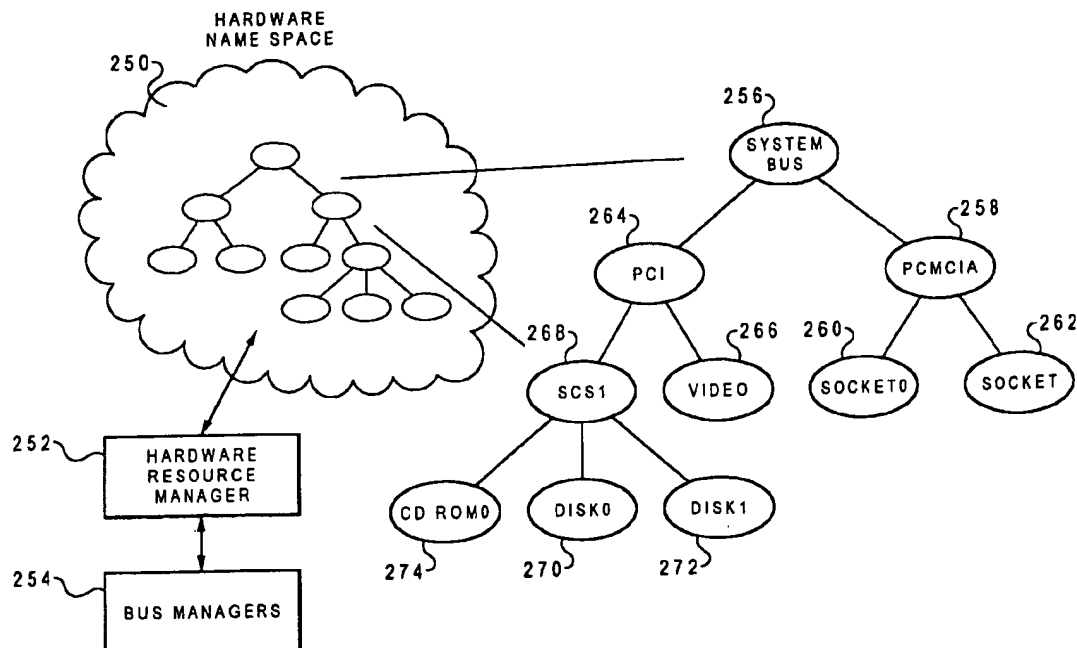 HARDWARE
NAME SPACE
250
256
SYSTEM
BUS
264
PCI
258
PCMCIA
268
SCS1
266
VIDEO
260
SOCKET0
262
SOCKET
252
HARDWARE
RESOURCE
MANAGER
CD ROM0
DISK0
DISK1
274
270
272
254
BUS MANAGERS